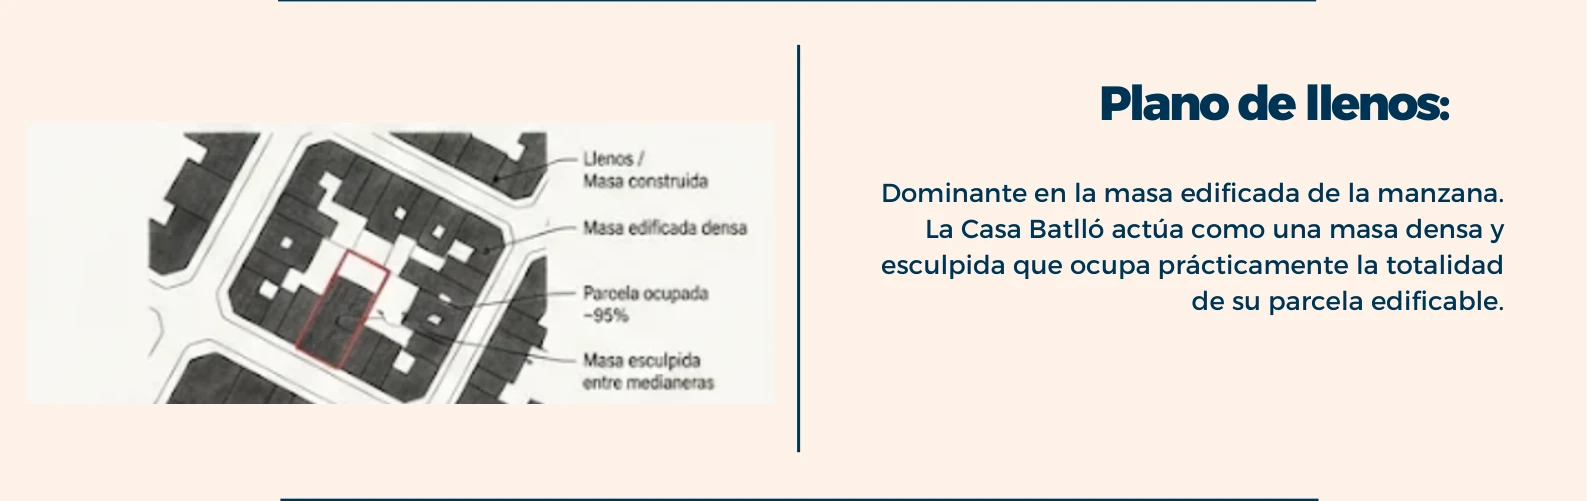 Llenos /
Masa construida
Masa edificada densa
Parcela ocupada
~95%
Masa esculpida
entre medianeras
Plano de llenos:
Dominante en la masa edificada de la manzana.
La Casa Batlló actúa como una masa densa y
esculpida que ocupa prácticamente la totalidad
de su parcela edificable.